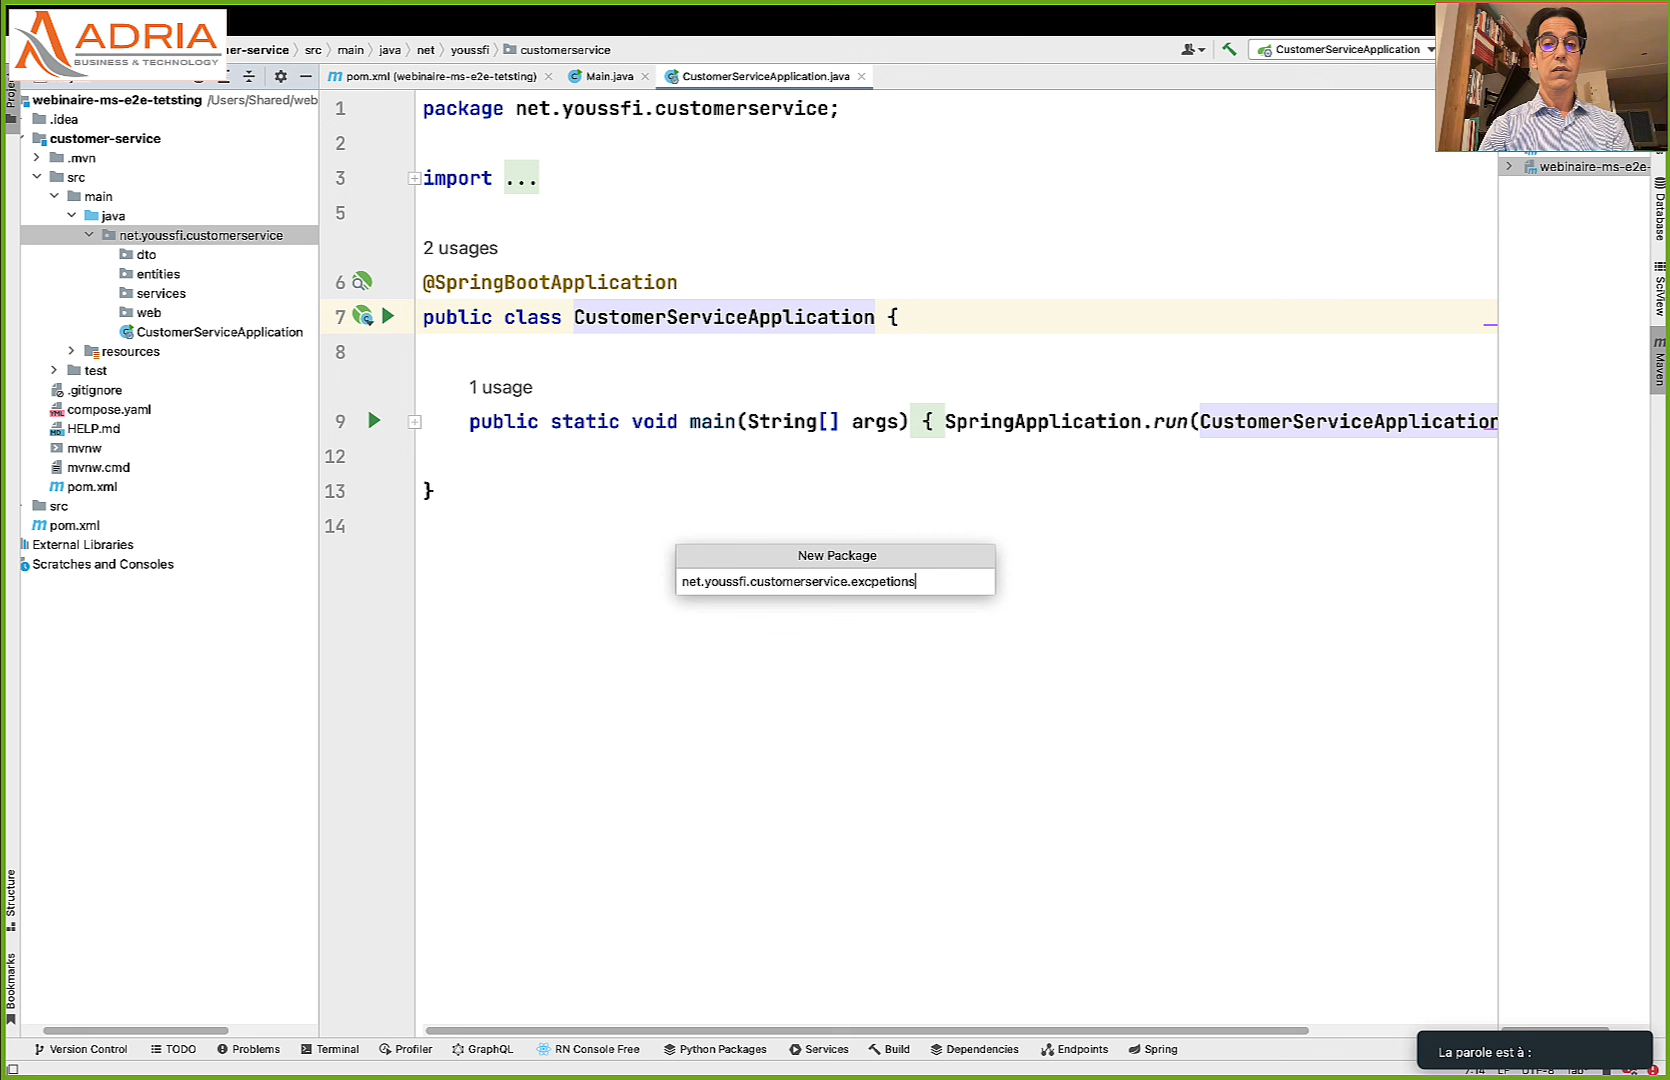 ADRIA
BUSINESS & TECHNOLOGY
er-service
src
main
java
net
youssfi
customerservice
CustomerServiceApplication
pom.xml (webinaire-ms-e2e-tetsting)
Main.java
CustomerServiceApplication.java
webinaire-ms-e2e-tetsting /Users/Shared/web
.idea
customer-service
.mvn
src
main
java
net.youssfi.customerservice
dto
entities
services
web
CustomerServiceApplication
resources
test
.gitignore
compose.yaml
HELP.md
mvnw
mvnw.cmd
pom.xml
src
pom.xml
External Libraries
Scratches and Consoles
1 package net.youssfi.customerservice;
2
3 import ...
5
2 usages
6 @SpringBootApplication
7 public class CustomerServiceApplication {
8
1 usage
9 public static void main(String[] args) { SpringApplication.run(CustomerServiceApplication
12
13 }
14
New Package
net.youssfi.customerservice.excpetions
webinaire-ms-e2e-
Database
SciView
Maven
Structure
Bookmarks
Version Control
TODO
Problems
Terminal
Profiler
GraphQL
RN Console Free
Python Packages
Services
Build
Dependencies
Endpoints
Spring
La parole est à :